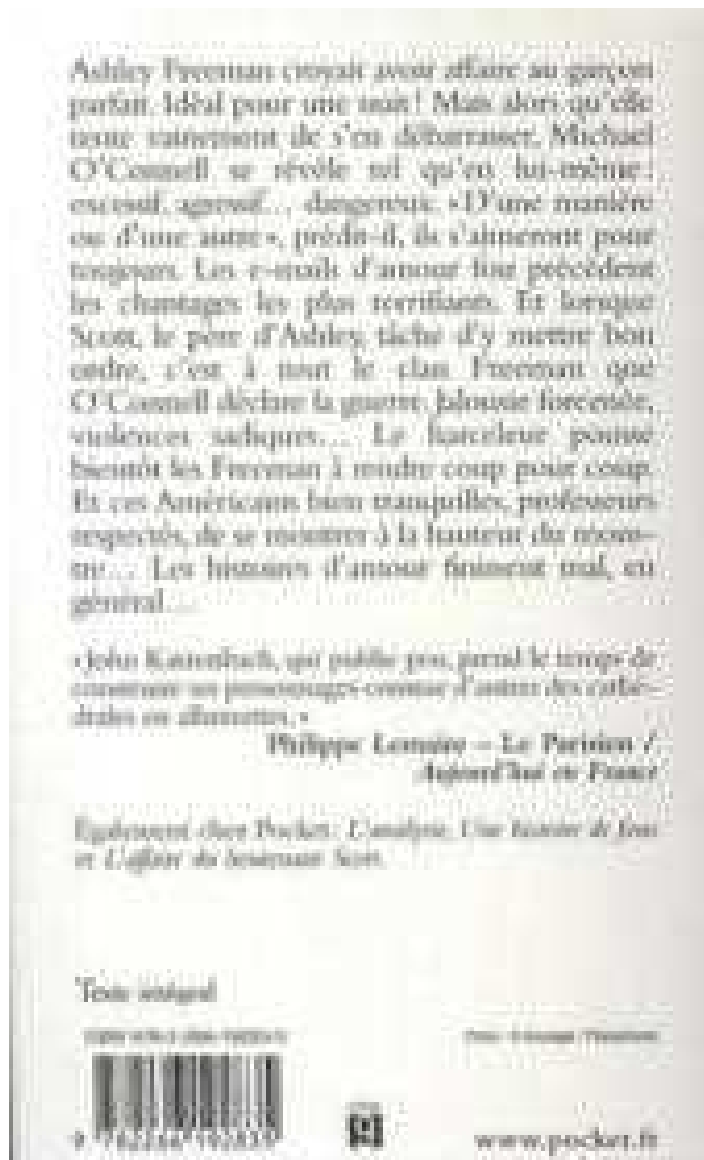 Ashley Freeman croyait avoir affaire au garçon
parfait. Idéal pour une nuit ! Mais alors qu'elle
tente vainement de s'en débarrasser, Michael
O'Connell se révèle tel qu'en lui-même :
excessif, agressif… dangereux. « D'une manière
ou d'une autre », prédit-il, ils s'aimeront pour
toujours. Les e-mails d'amour fou précèdent
les chantages les plus terrifiants. Et lorsque
Scott, le père d'Ashley, tâche d'y mettre bon
ordre, c'est à tout le clan Freeman que
O'Connell déclare la guerre. Jalousie forcenée,
violences sadiques… Le harceleur pousse
bientôt les Freeman à rendre coup pour coup.
Et ces Américains bien tranquilles, professeurs
respectés, de se montrer à la hauteur du mons-
tre… Les histoires d'amour finissent mal, en
général…
« John Katzenbach, qui publie peu, prend le temps de
construire ses personnages comme d'autres des cathé-
drales en allumettes. »
Philippe Lemaire – Le Parisien /
Aujourd'hui en France
Également chez Pocket : L'analyste, Une histoire de fous
et L'affaire du lieutenant Scott.
Texte intégral
ISBN
www.pocket.fr